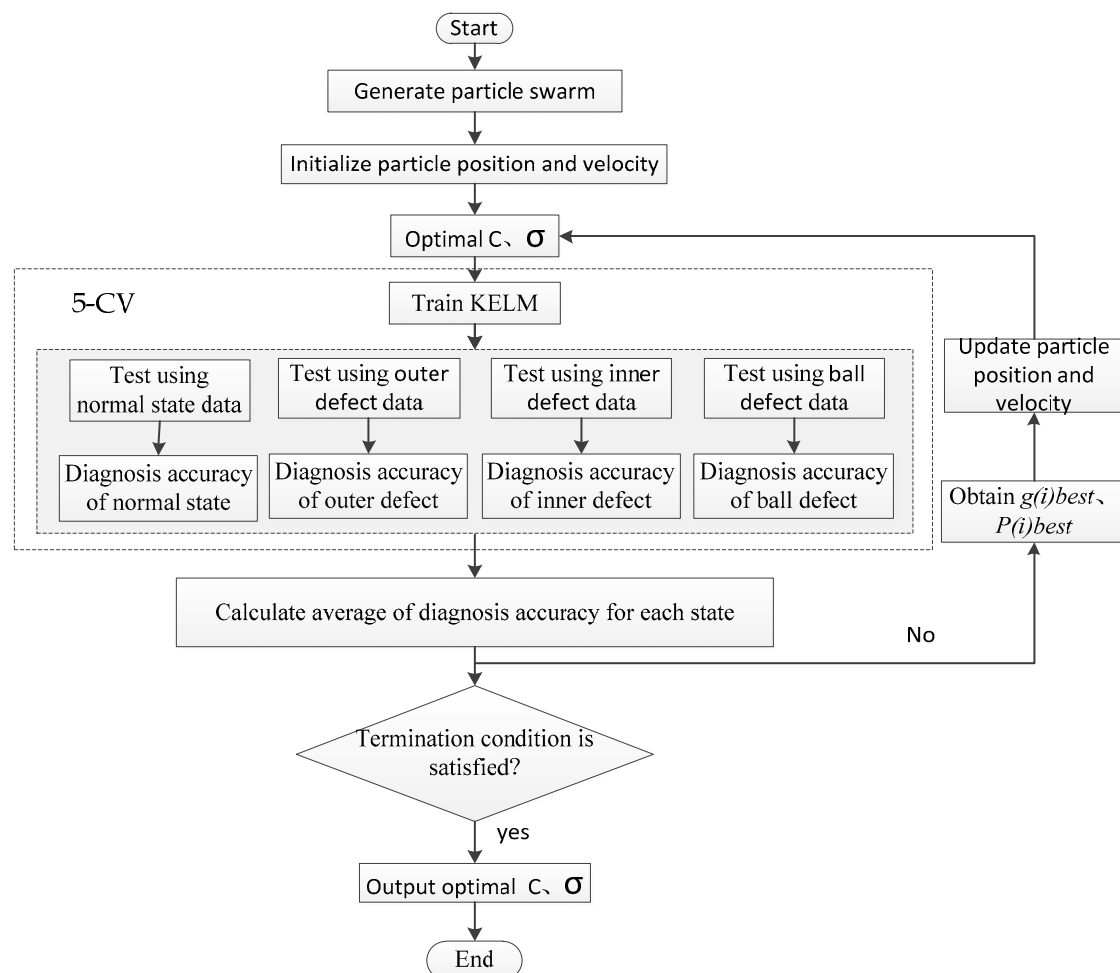 Start
Generate particle swarm
Initialize particle position and velocity
Optimal C、σ
5-CV
Train KELM
Test using
normal state data
Test using outer
defect data
Test using inner
defect data
Test using ball
defect data
Diagnosis accuracy
of normal state
Diagnosis accuracy
of outer defect
Diagnosis accuracy
of inner defect
Diagnosis accuracy
of ball defect
Update particle
position and
velocity
Obtain g(i)best、
P(i)best
Calculate average of diagnosis accuracy for each state
No
Termination condition is
satisfied?
yes
Output optimal C、σ
End